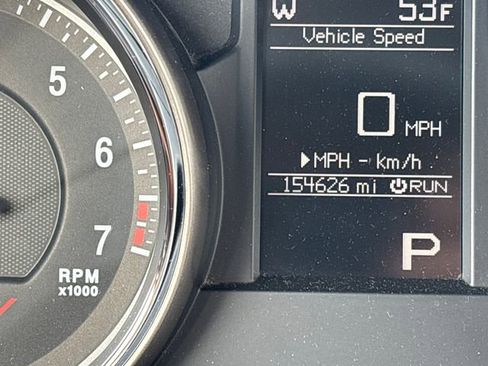 W 53F
Vehicle Speed
0 MPH
▶MPH - km/h
154626 mi ⏻RUN
P
5
6
7
RPM
x1000